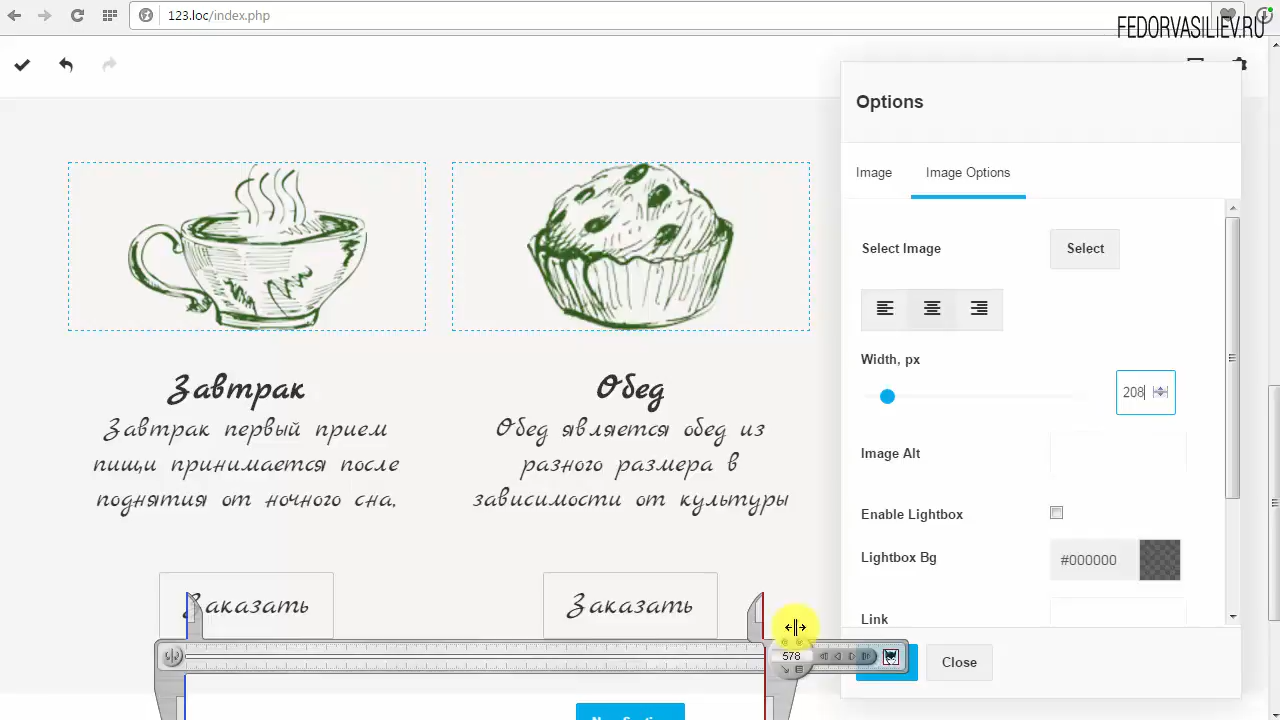 123.loc/index.php
FEDORVASILIEV.RU
Options
Image
Image Options
Select Image
Select
Width, px
208
Image Alt
Enable Lightbox
Lightbox Bg
#000000
Link
Close
Завтрак
Завтрак первый прием
пищи принимается после
поднятия от ночного сна,
Обед
Обед является обед из
разного размера в
зависимости от культуры
Заказать
Заказать
578